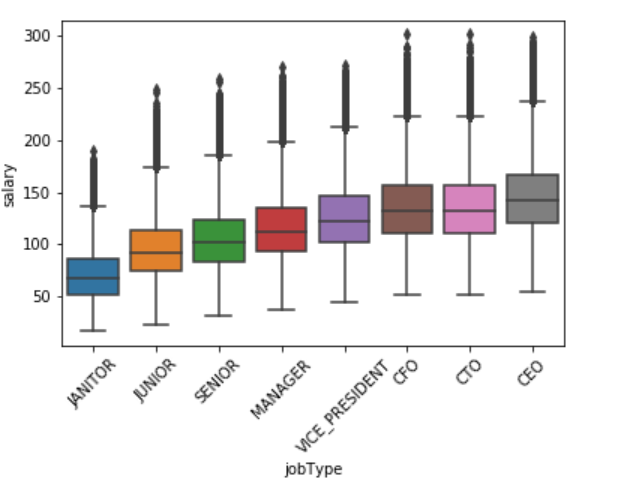 300
250
200
150
100
50
salary
JANITOR
JUNIOR
SENIOR
MANAGER
VICE_PRESIDENT
CFO
CTO
CEO
jobType